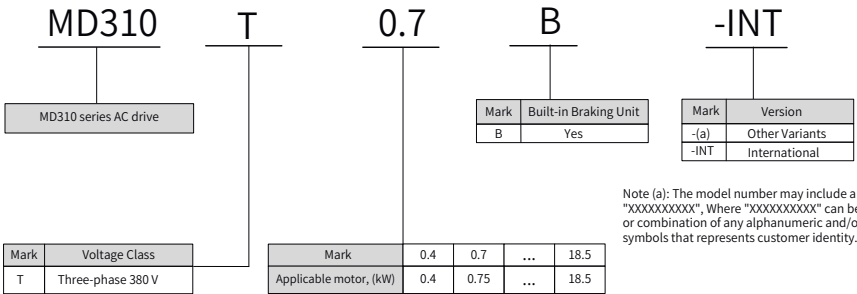 MD310 T 0.7 B -INT
MD310 series AC drive
Mark Built-in Braking Unit
B Yes
Mark Version
-(a) Other Variants
-INT International
Note (a): The model number may include a
"XXXXXXXXXX", Where "XXXXXXXXXX" can be
or combination of any alphanumeric and/o
symbols that represents customer identity.
Mark Voltage Class
T Three-phase 380 V
Mark 0.4 0.7 ... 18.5
Applicable motor, (kW) 0.4 0.75 ... 18.5